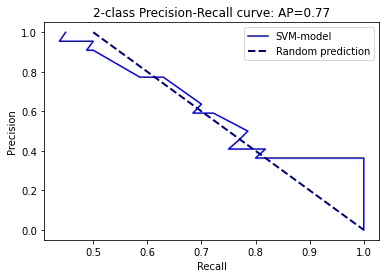 2-class Precision-Recall curve: AP=0.77
SVM-model
Random prediction
Precision
1.0
0.8
0.6
0.4
0.2
0.0
0.5
0.6
0.7
0.8
0.9
1.0
Recall